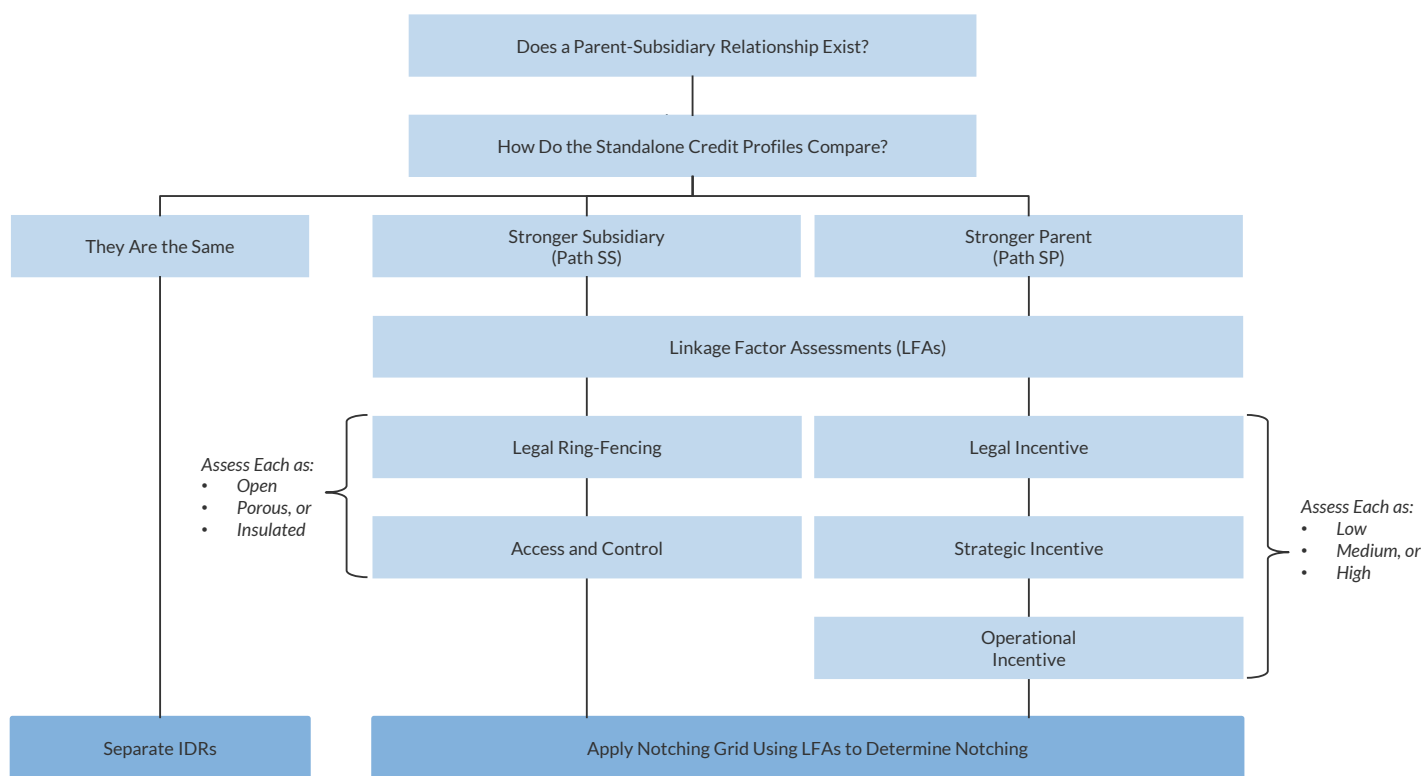 Does a Parent-Subsidiary Relationship Exist?
How Do the Standalone Credit Profiles Compare?
They Are the Same
Stronger Subsidiary
(Path SS)
Stronger Parent
(Path SP)
Linkage Factor Assessments (LFAs)
Assess Each as:
• Open
• Porous, or
• Insulated
Legal Ring-Fencing
Legal Incentive
Access and Control
Strategic Incentive
Operational
Incentive
Assess Each as:
• Low
• Medium, or
• High
Separate IDRs
Apply Notching Grid Using LFAs to Determine Notching